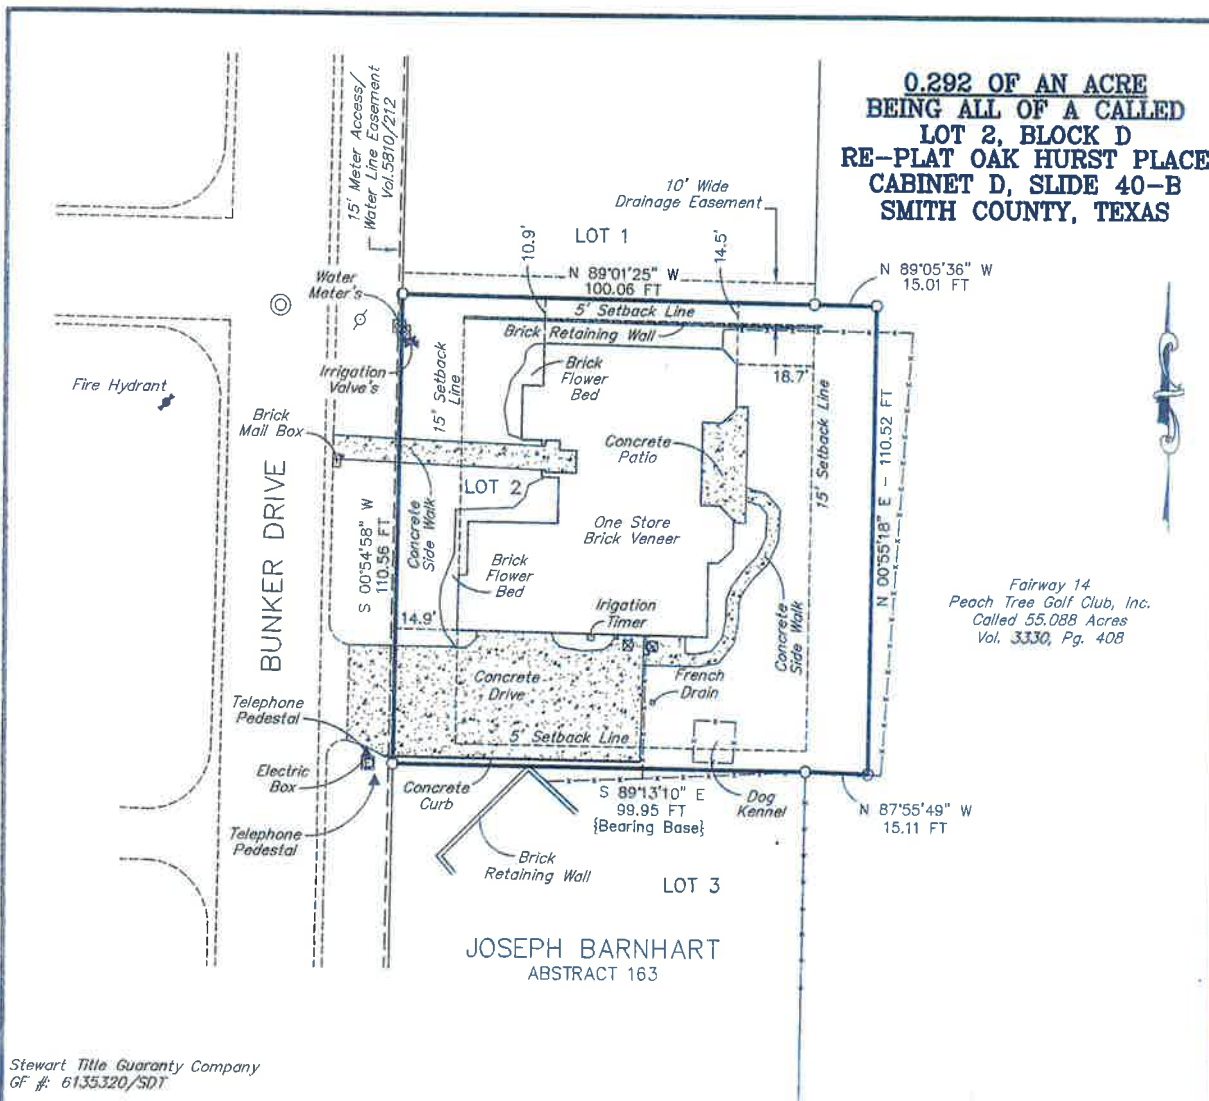 0.292 OF AN ACRE
BEING ALL OF A CALLED
LOT 2, BLOCK D
RE-PLAT OAK HURST PLACE
CABINET D, SLIDE 40-B
SMITH COUNTY, TEXAS
15' Meter Access/
Water Line Easement
Vol.5810/212
10' Wide
Drainage Easement
LOT 1
10.9'
14.5'
N 89°01'25" W
100.06 FT
N 89°05'36" W
15.01 FT
Water
Meter's
5' Setback Line
Brick Retaining Wall
Irrigation
Valve's
15' Setback
Line
Brick
Flower
Bed
18.7'
Fire Hydrant
Brick
Mail Box
Concrete
Patio
15' Setback Line
N 00°55'18" E - 110.52 FT
BUNKER DRIVE
LOT 2
S 00°54'58" W
110.56 FT
Concrete
Side Walk
One Store
Brick Veneer
Brick
Flower
Bed
Fairway 14
Peach Tree Golf Club, Inc.
Called 55.088 Acres
Vol. 3330, Pg. 408
14.9'
Irigation
Timer
Concrete
Side Walk
Concrete
Drive
French
Drain
Telephone
Pedestal
5' Setback Line
Electric
Box
Concrete
Curb
S 89°13'10" E
99.95 FT
{Bearing Base}
Dog
Kennel
N 87°55'49" W
15.11 FT
Telephone
Pedestal
Brick
Retaining Wall
LOT 3
JOSEPH BARNHART
ABSTRACT 163
Stewart Title Guaranty Company
GF #: 6135320/SDT